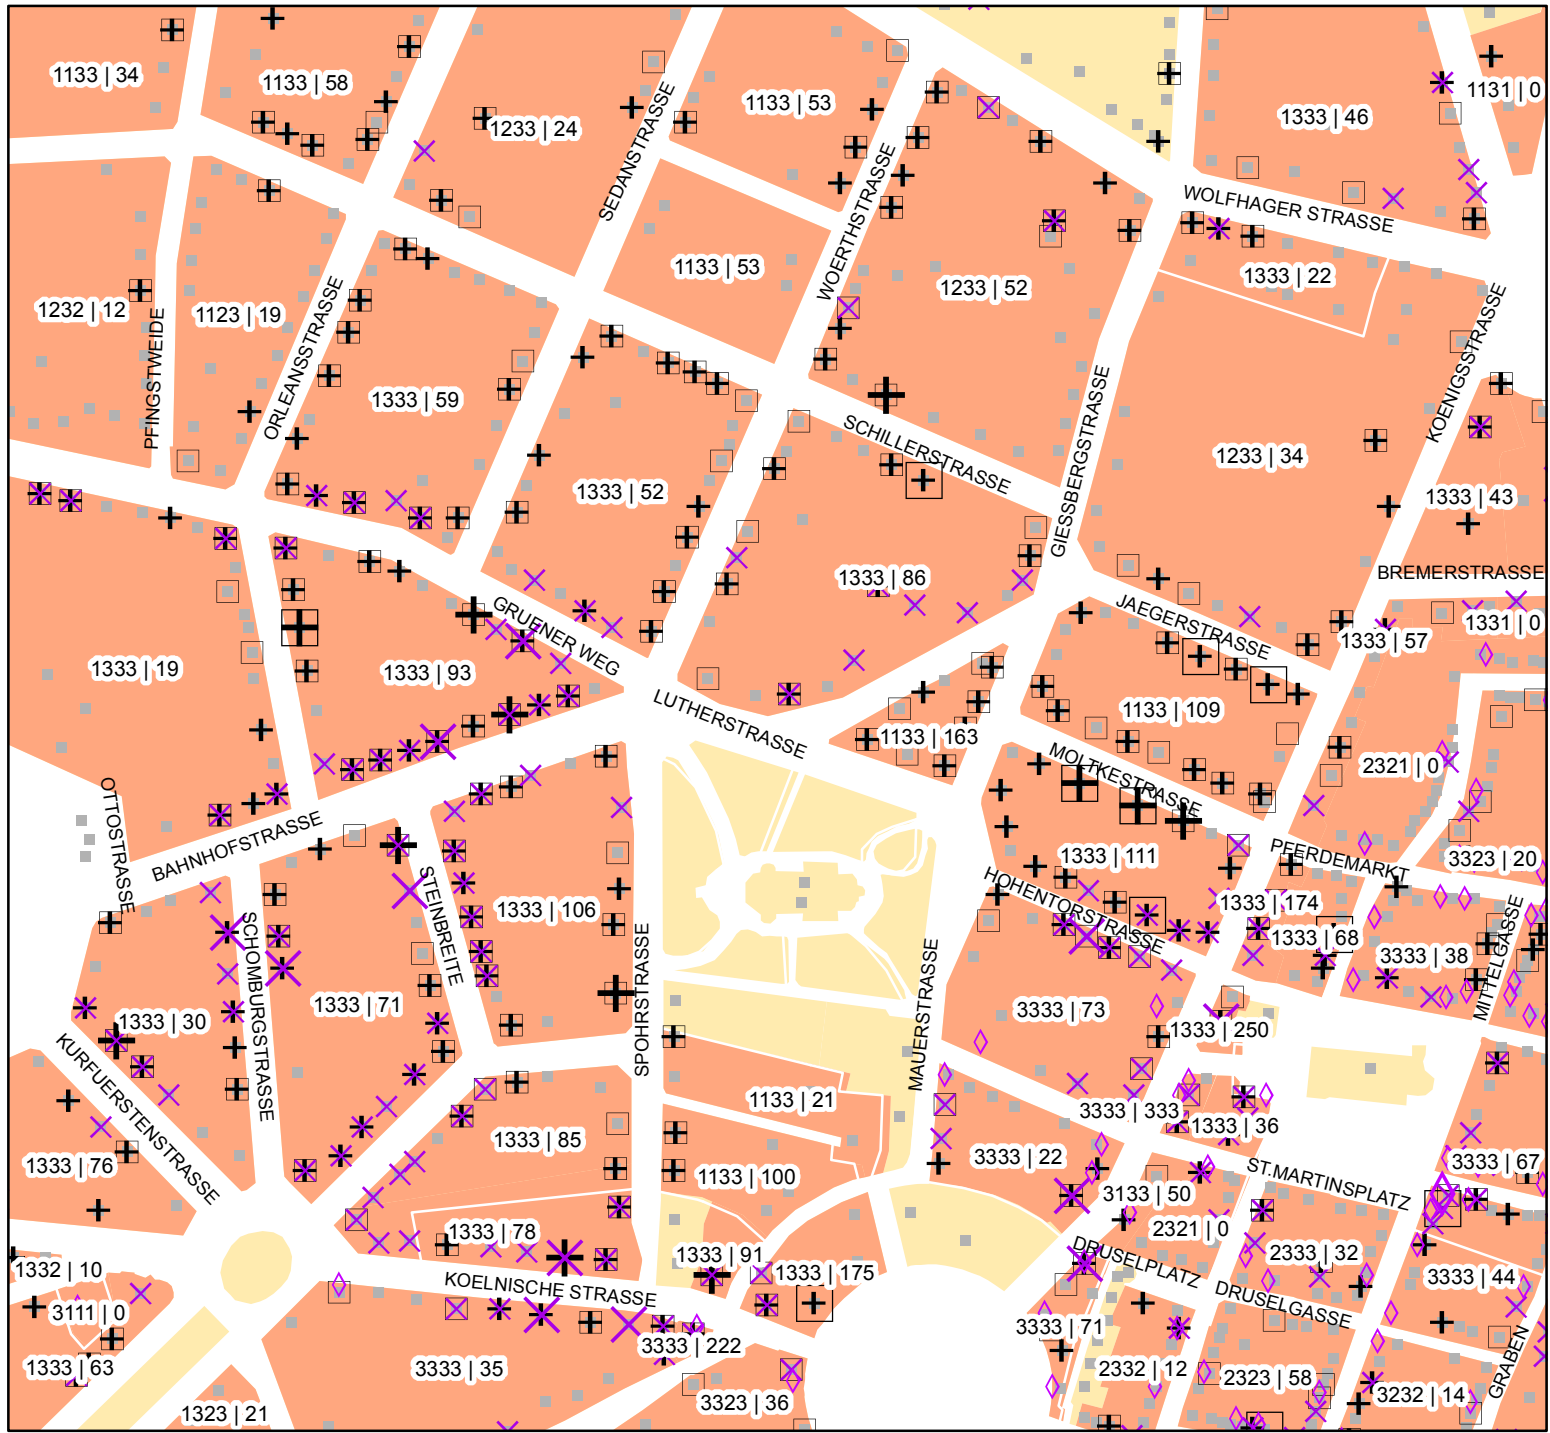 1133 | 34
1133 | 58
1233 | 24
1133 | 53
1333 | 46
1131 | 0
SEDANSTRASSE
WOERTHSTRASSE
WOLFHAGER STRASSE
1133 | 53
1233 | 52
1333 | 22
1232 | 12
1123 | 19
PFINGSTWEIDE
ORLEANSSTRASSE
1333 | 59
KOENIGSSTRASSE
GIESSBERGSTRASSE
SCHILLERSTRASSE
1233 | 34
1333 | 52
1333 | 43
1333 | 86
BREMERSTRASSE
GRUENER WEG
JAEGERSTRASSE
1331 | 0
1333 | 57
1333 | 19
1333 | 93
LUTHERSTRASSE
1133 | 109
1133 | 163
MOLTKESTRASSE
2321 | 0
OTTOSTRASSE
BAHNHOFSTRASSE
1333 | 111
PFERDEMARKT
3323 | 20
HOHENTORSTRASSE
STEINBREITE
1333 | 106
1333 | 174
1333 | 68
3333 | 38
MITTELGASSE
SCHOMBURGSTRASSE
SPOHRSTRASSE
MAUERSTRASSE
1333 | 71
1333 | 30
3333 | 73
1333 | 250
KURFUERSTENSTRASSE
1133 | 21
3333 | 333
1333 | 36
1333 | 85
1333 | 76
1133 | 100
3333 | 22
3333 | 67
ST.MARTINSPLATZ
3133 | 50
2321 | 0
1333 | 78
1333 | 91
1333 | 175
DRUSELPLATZ
2333 | 32
3333 | 44
1332 | 10
KOELNISCHE STRASSE
DRUSELGASSE
3111 | 0
3333 | 71
3333 | 222
GRABEN
1333 | 63
3333 | 35
2332 | 12
2323 | 58
3232 | 14
1323 | 21
3323 | 36